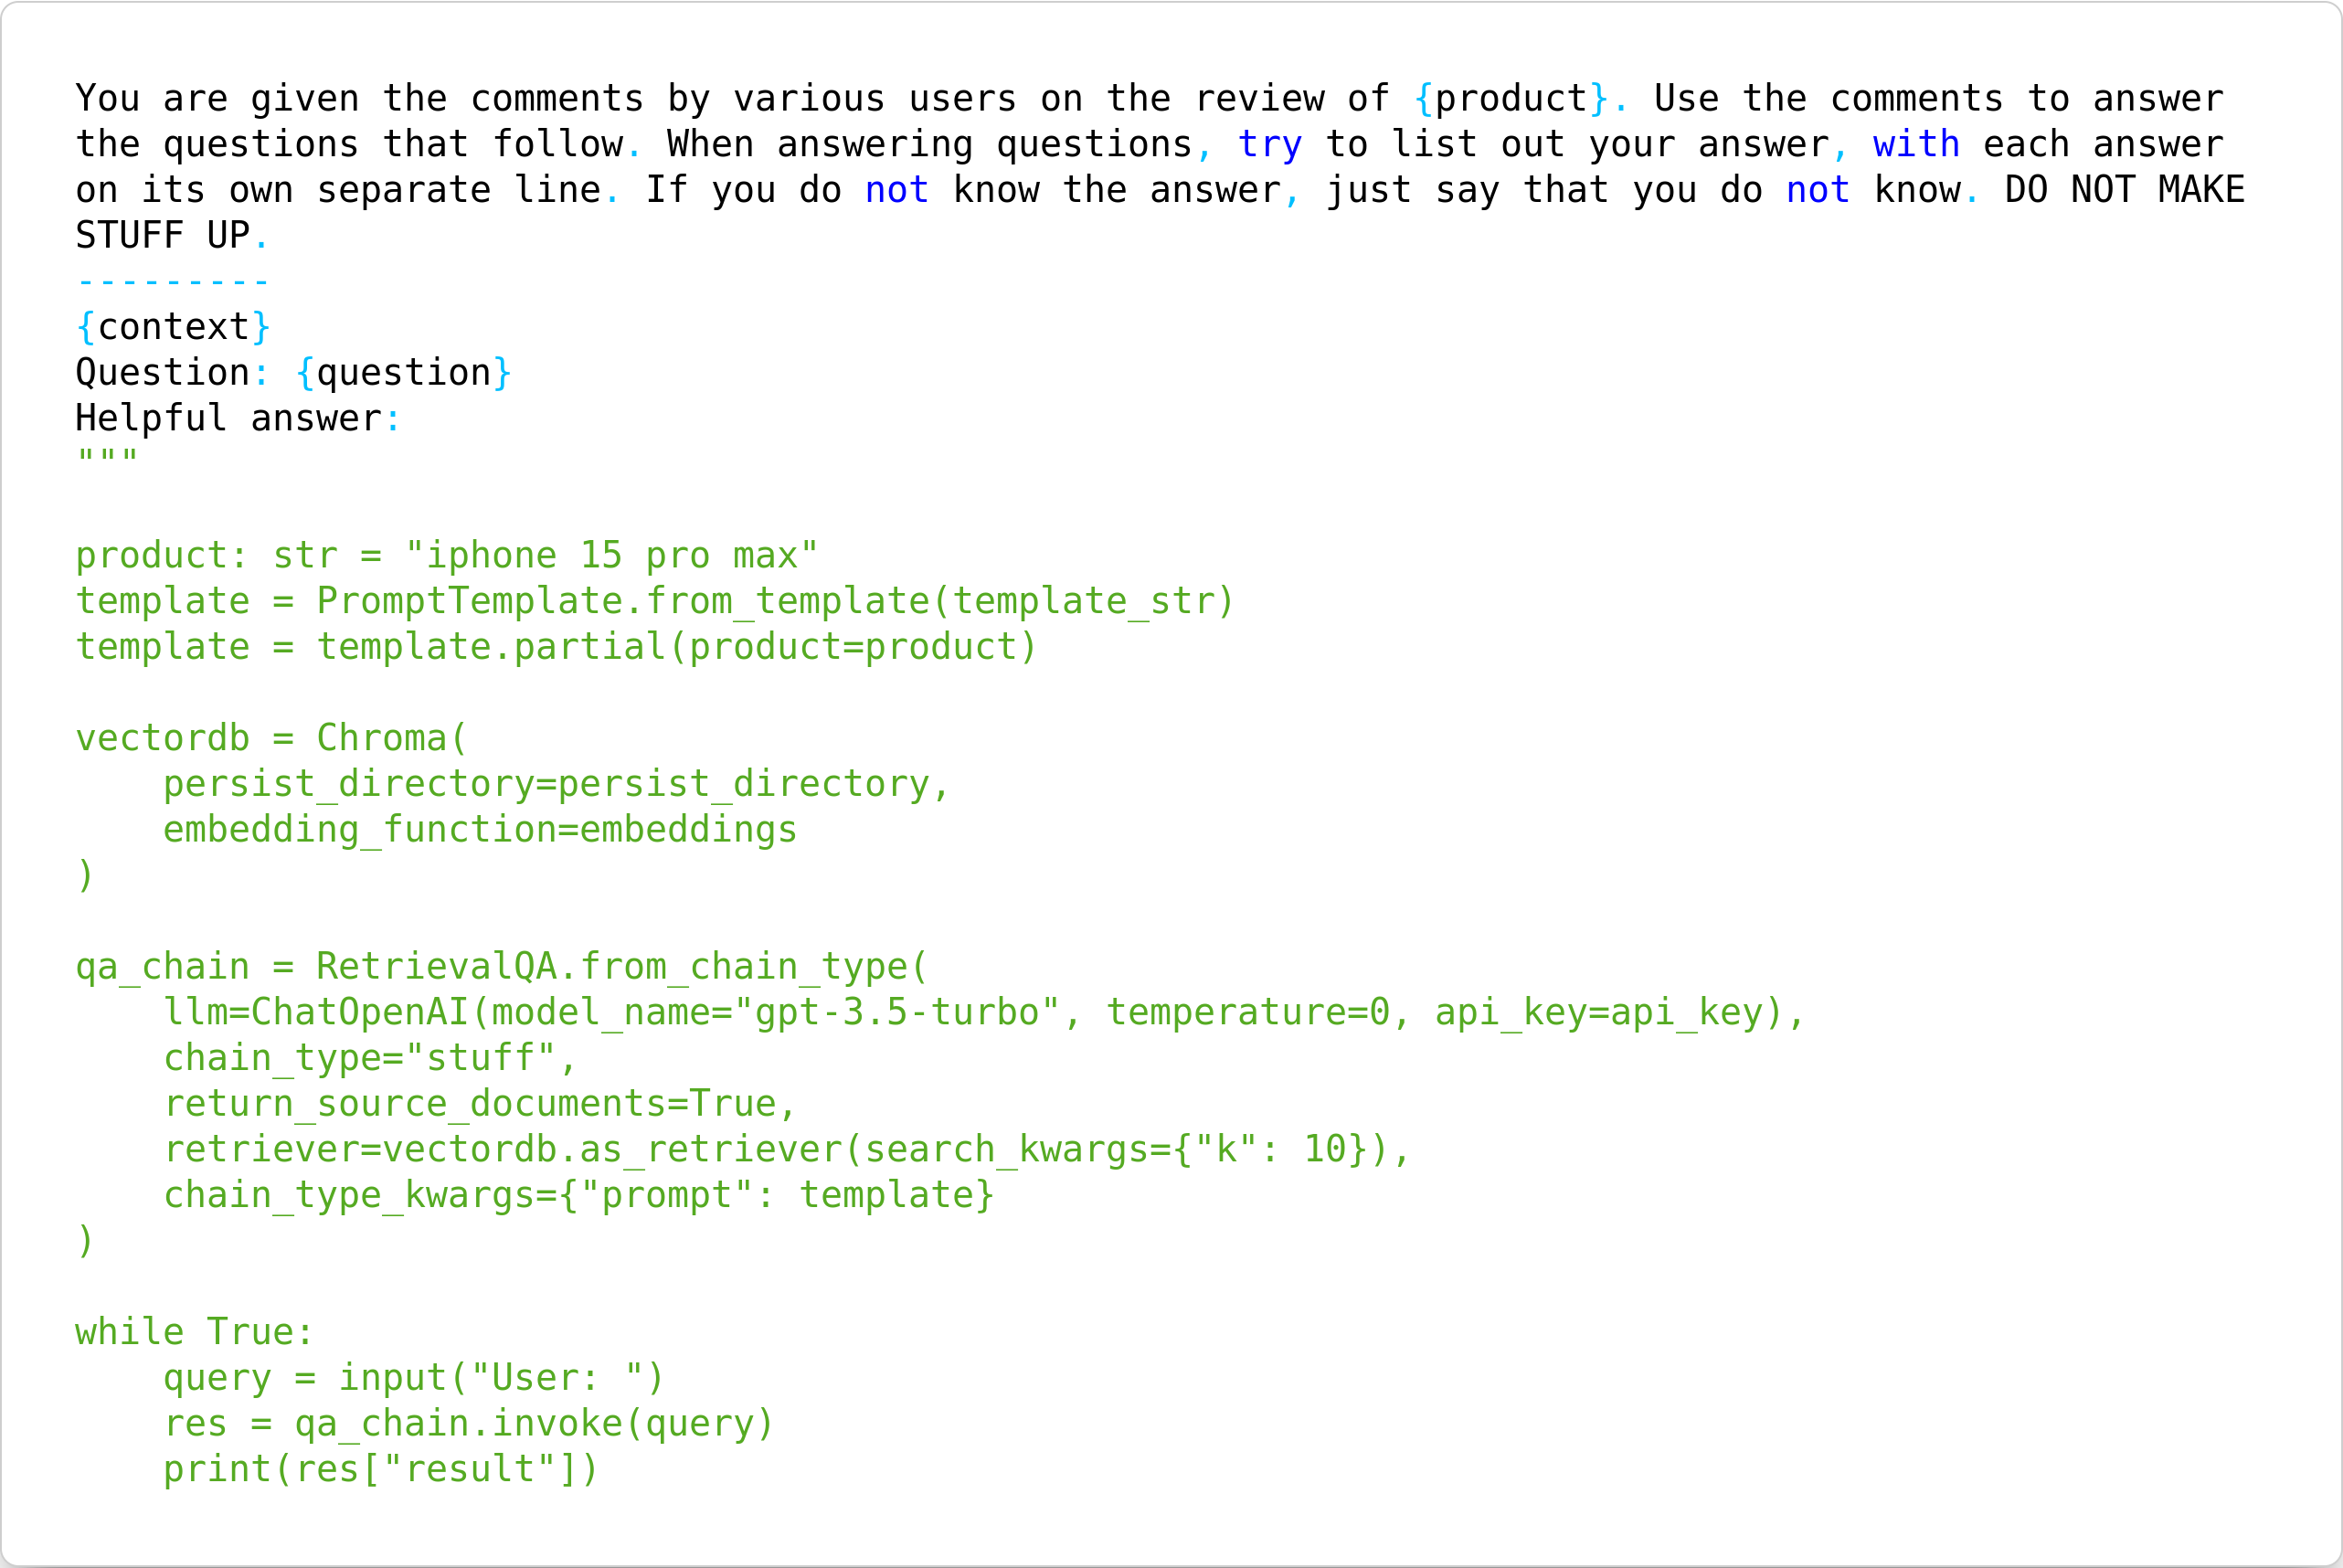 You are given the comments by various users on the review of {product}. Use the comments to answer
the questions that follow. When answering questions, try to list out your answer, with each answer
on its own separate line. If you do not know the answer, just say that you do not know. DO NOT MAKE
STUFF UP.
---------
{context}
Question: {question}
Helpful answer:
"""
product: str = "iphone 15 pro max"
template = PromptTemplate.from_template(template_str)
template = template.partial(product=product)
vectordb = Chroma(
    persist_directory=persist_directory,
    embedding_function=embeddings
)
qa_chain = RetrievalQA.from_chain_type(
    llm=ChatOpenAI(model_name="gpt-3.5-turbo", temperature=0, api_key=api_key),
    chain_type="stuff",
    return_source_documents=True,
    retriever=vectordb.as_retriever(search_kwargs={"k": 10}),
    chain_type_kwargs={"prompt": template}
)
while True:
    query = input("User: ")
    res = qa_chain.invoke(query)
    print(res["result"])